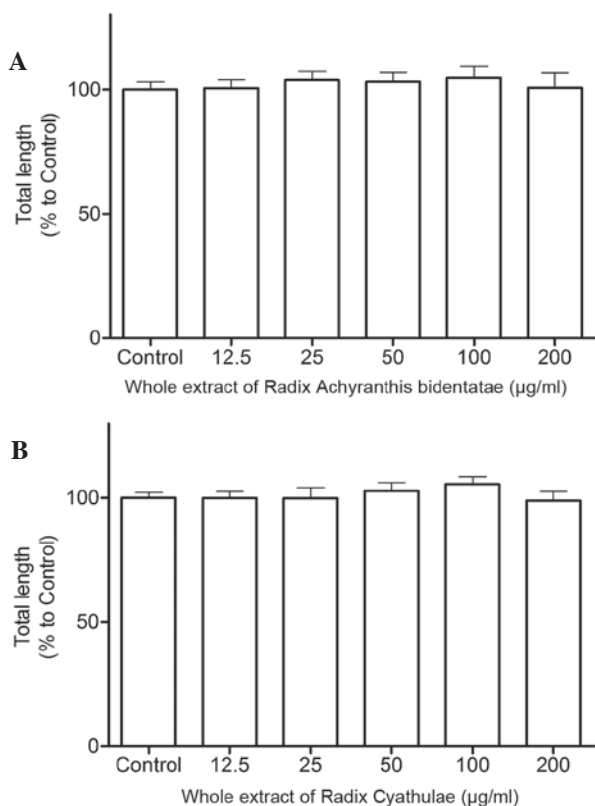 A
Total length
(% to Control)
100
50
0
Control 12.5 25 50 100 200
Whole extract of Radix Achyranthis bidentatae (µg/ml)
B
Total length
(% to Control)
100
50
0
Control 12.5 25 50 100 200
Whole extract of Radix Cyathulae (µg/ml)